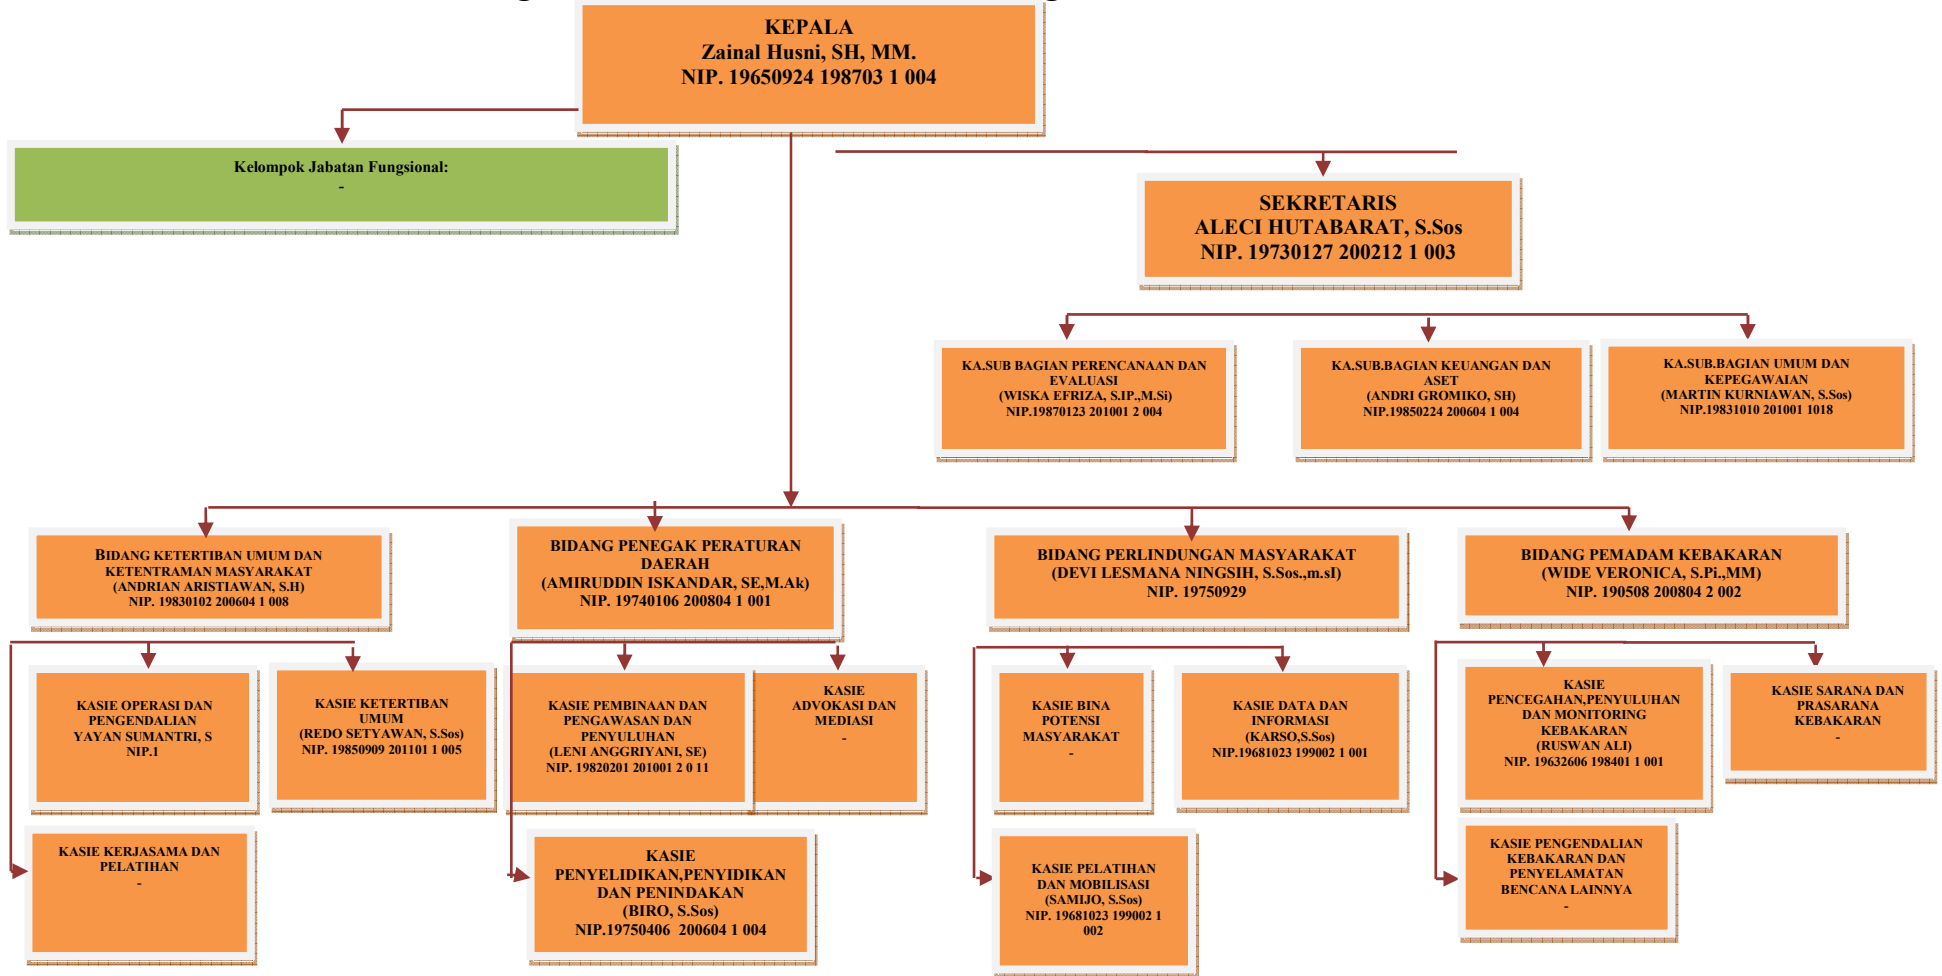 KEPALA
Zainal Husni, SH, MM.
NIP. 19650924 198703 1 004
Kelompok Jabatan Fungsional:
-
SEKRETARIS
ALECI HUTABARAT, S.Sos
NIP. 19730127 200212 1 003
KA.SUB BAGIAN PERENCANAAN DAN
EVALUASI
(WISKA EFRIZA, S.IP.,M.Si)
NIP.19870123 201001 2 004
KA.SUB.BAGIAN KEUANGAN DAN
ASET
(ANDRI GROMIKO, SH)
NIP.19850224 200604 1 004
KA.SUB.BAGIAN UMUM DAN
KEPEGAWAIAN
(MARTIN KURNIAWAN, S.Sos)
NIP.19831010 201001 1018
BIDANG KETERTIBAN UMUM DAN
KETENTRAMAN MASYARAKAT
(ANDRIAN ARISTIAWAN, S.H)
NIP. 19830102 200604 1 008
BIDANG PENEGAK PERATURAN
DAERAH
(AMIRUDDIN ISKANDAR, SE,M.Ak)
NIP. 19740106 200804 1 001
BIDANG PERLINDUNGAN MASYARAKAT
(DEVI LESMANA NINGSIH, S.Sos.,m.sI)
NIP. 19750929
BIDANG PEMADAM KEBAKARAN
(WIDE VERONICA, S.Pi.,MM)
NIP. 190508 200804 2 002
KASIE OPERASI DAN
PENGENDALIAN
YAYAN SUMANTRI, S
NIP.1
KASIE KETERTIBAN
UMUM
(REDO SETYAWAN, S.Sos)
NIP. 19850909 201101 1 005
KASIE PEMBINAAN DAN
PENGAWASAN DAN
PENYULUHAN
(LENI ANGGRIYANI, SE)
NIP. 19820201 201001 2 0 11
KASIE
ADVOKASI DAN
MEDIASI
-
KASIE BINA
POTENSI
MASYARAKAT
-
KASIE DATA DAN
INFORMASI
(KARSO,S.Sos)
NIP.19681023 199002 1 001
KASIE
PENCEGAHAN,PENYULUHAN
DAN MONITORING
KEBAKARAN
(RUSWAN ALI)
NIP. 19632606 198401 1 001
KASIE SARANA DAN
PRASARANA
KEBAKARAN
-
KASIE KERJASAMA DAN
PELATIHAN
-
KASIE
PENYELIDIKAN,PENYIDIKAN
DAN PENINDAKAN
(BIRO, S.Sos)
NIP.19750406 200604 1 004
KASIE PELATIHAN
DAN MOBILISASI
(SAMIJO, S.Sos)
NIP. 19681023 199002 1
002
KASIE PENGENDALIAN
KEBAKARAN DAN
PENYELAMATAN
BENCANA LAINNYA
-